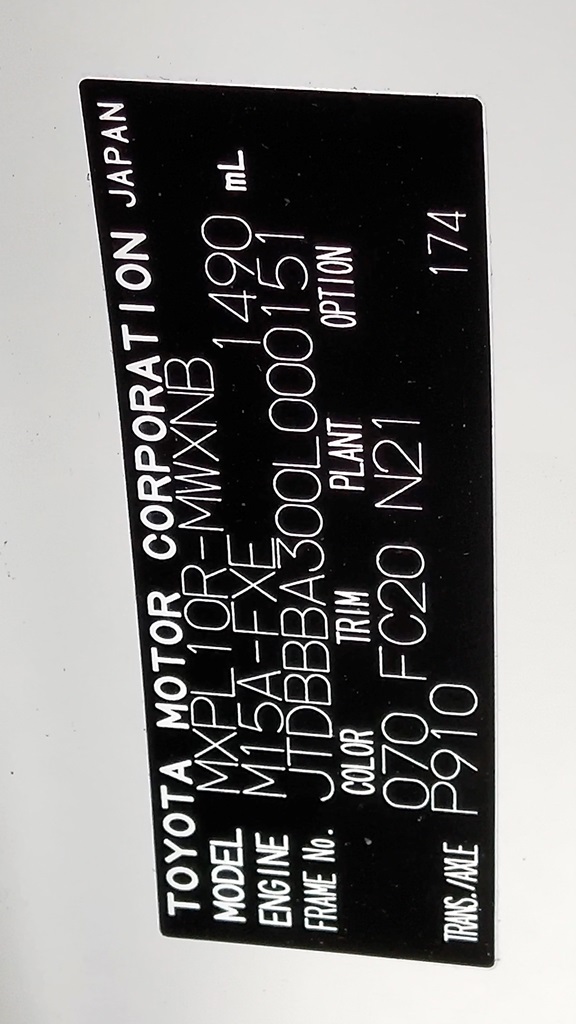 TOYOTA MOTOR CORPORATION JAPAN
MODEL MXPL10R-MWXNB
ENGINE M15A-FXE 1490 mL
FRAME No. JTDBBBBA300L000151
COLOR TRIM PLANT OPTION
070 FC20 N21
TRANS./AXLE P910 174